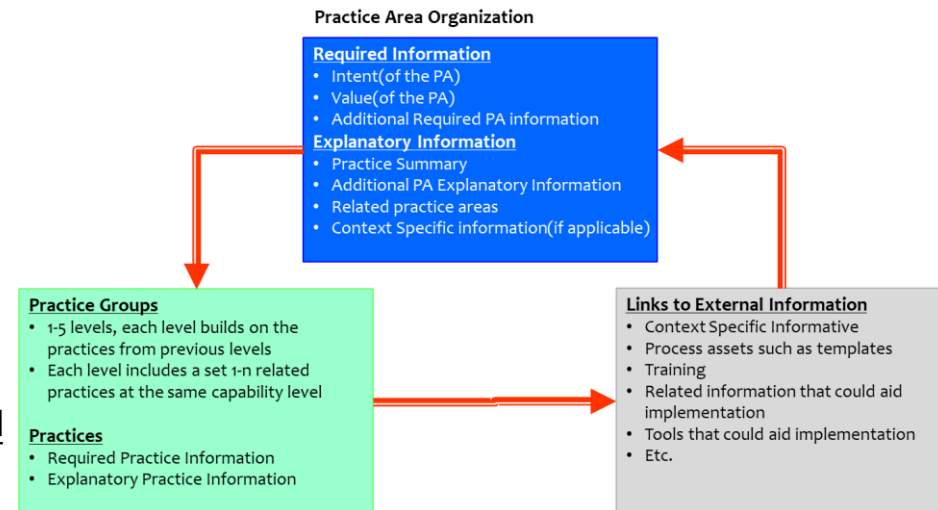 Practice Area Organization
Required Information
• Intent(of the PA)
• Value(of the PA)
• Additional Required PA information
Explanatory Information
• Practice Summary
• Additional PA Explanatory Information
• Related practice areas
• Context Specific information(if applicable)
Practice Groups
• 1-5 levels, each level builds on the
practices from previous levels
• Each level includes a set 1-n related
practices at the same capability level
Practices
• Required Practice Information
• Explanatory Practice Information
Links to External Information
• Context Specific Informative
• Process assets such as templates
• Training
• Related information that could aid
implementation
• Tools that could aid implementation
• Etc.